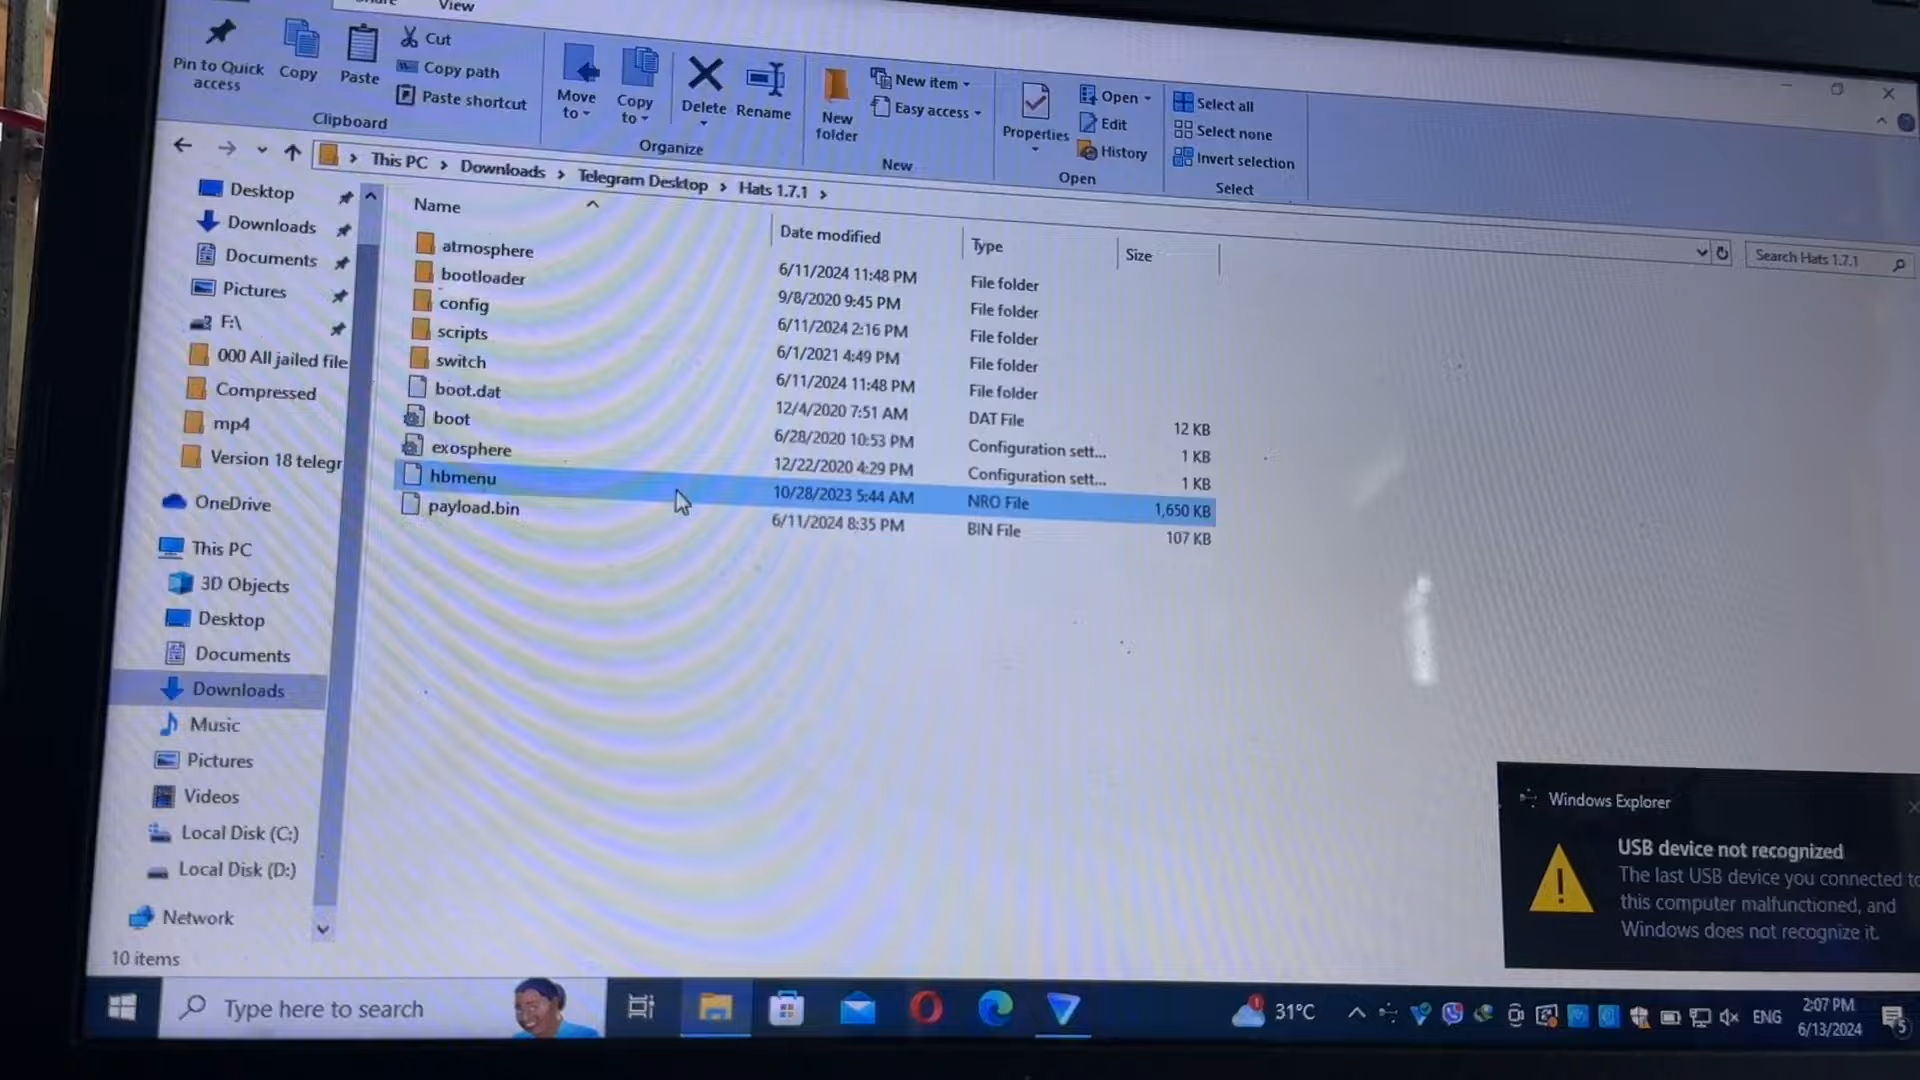 View
Pin to Quick
access
Copy
Paste
Cut
Copy path
Paste shortcut
Clipboard
Move
to
Copy
to
Delete
Rename
Organize
New
folder
New item
Easy access
New
Properties
Open
Edit
History
Open
Select all
Select none
Invert selection
Select
This PC > Downloads > Telegram Desktop > Hats 1.7.1 >
Search Hats 1.7.1
Name Date modified Type Size
atmosphere 6/11/2024 11:48 PM File folder
bootloader 9/8/2020 9:45 PM File folder
config 6/11/2024 2:16 PM File folder
scripts 6/1/2021 4:49 PM File folder
switch 6/11/2024 11:48 PM File folder
boot.dat 12/4/2020 7:51 AM DAT File 12 KB
boot 6/28/2020 10:53 PM Configuration sett... 1 KB
exosphere 12/22/2020 4:29 PM Configuration sett... 1 KB
hbmenu 10/28/2023 5:44 AM NRO File 1,650 KB
payload.bin 6/11/2024 8:35 PM BIN File 107 KB
Desktop
Downloads
Documents
Pictures
F:\
000 All jailed file
Compressed
mp4
Version 18 telegr
OneDrive
This PC
3D Objects
Desktop
Documents
Downloads
Music
Pictures
Videos
Local Disk (C:)
Local Disk (D:)
Network
10 items
Windows Explorer
USB device not recognized
The last USB device you connected to
this computer malfunctioned, and
Windows does not recognize it.
Type here to search
31°C
ENG
2:07 PM
6/13/2024
5